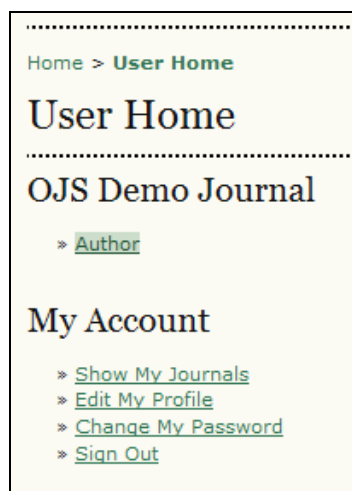 Home > User Home
User Home
OJS Demo Journal
» Author
My Account
» Show My Journals
» Edit My Profile
» Change My Password
» Sign Out